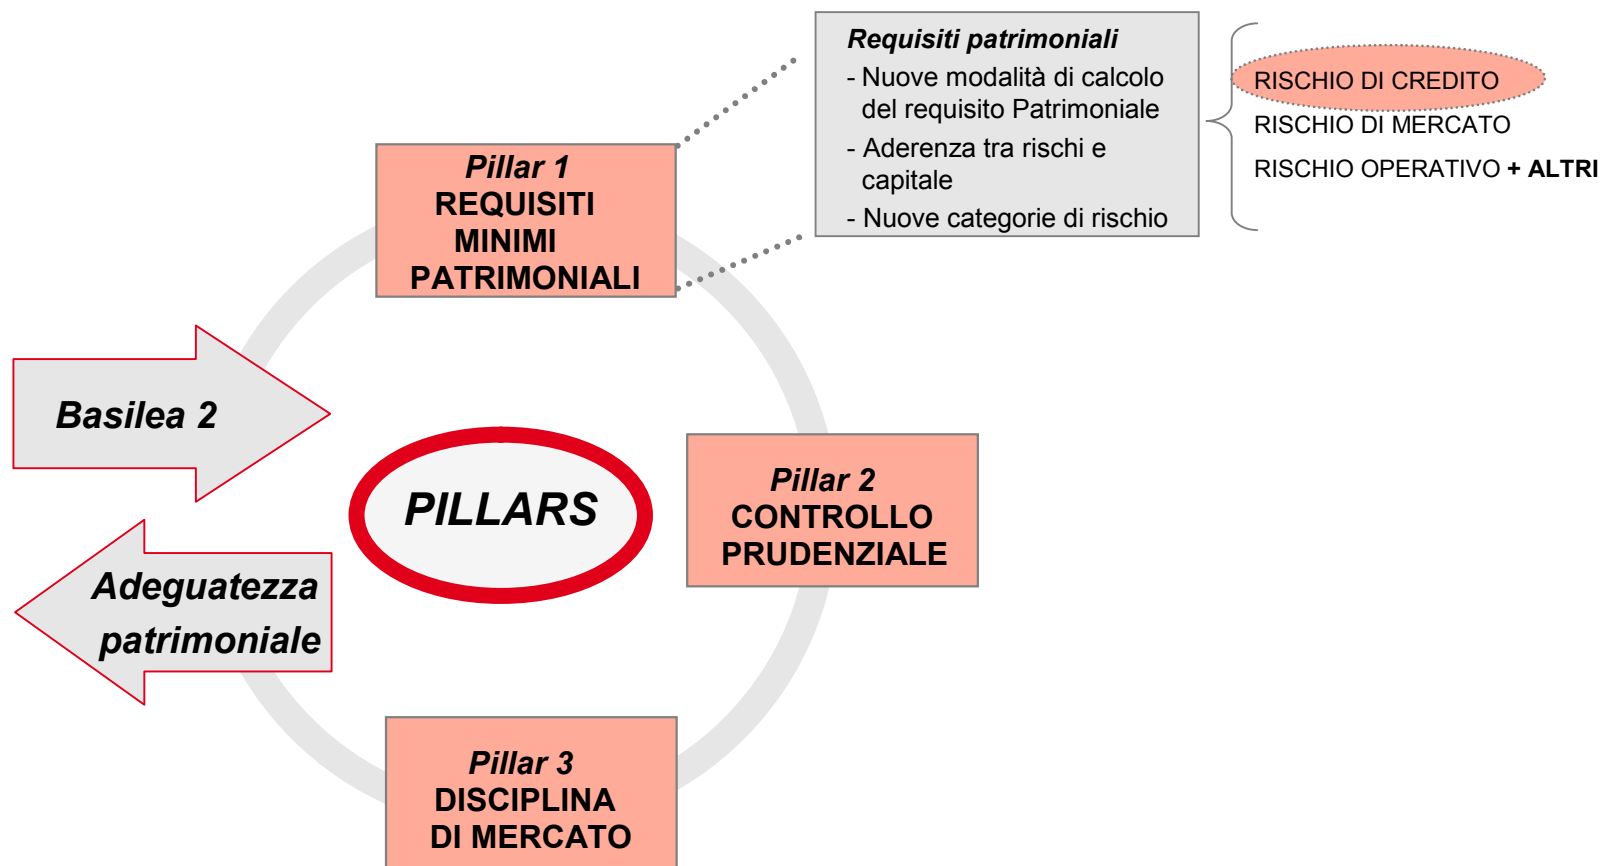 Requisiti patrimoniali
- Nuove modalità di calcolo
del requisito Patrimoniale
- Aderenza tra rischi e
capitale
- Nuove categorie di rischio
RISCHIO DI CREDITO
RISCHIO DI MERCATO
RISCHIO OPERATIVO + ALTRI
Pillar 1
REQUISITI
MINIMI
PATRIMONIALI
Basilea 2
PILLARS
Pillar 2
CONTROLLO
PRUDENZIALE
Adeguatezza
patrimoniale
Pillar 3
DISCIPLINA
DI MERCATO